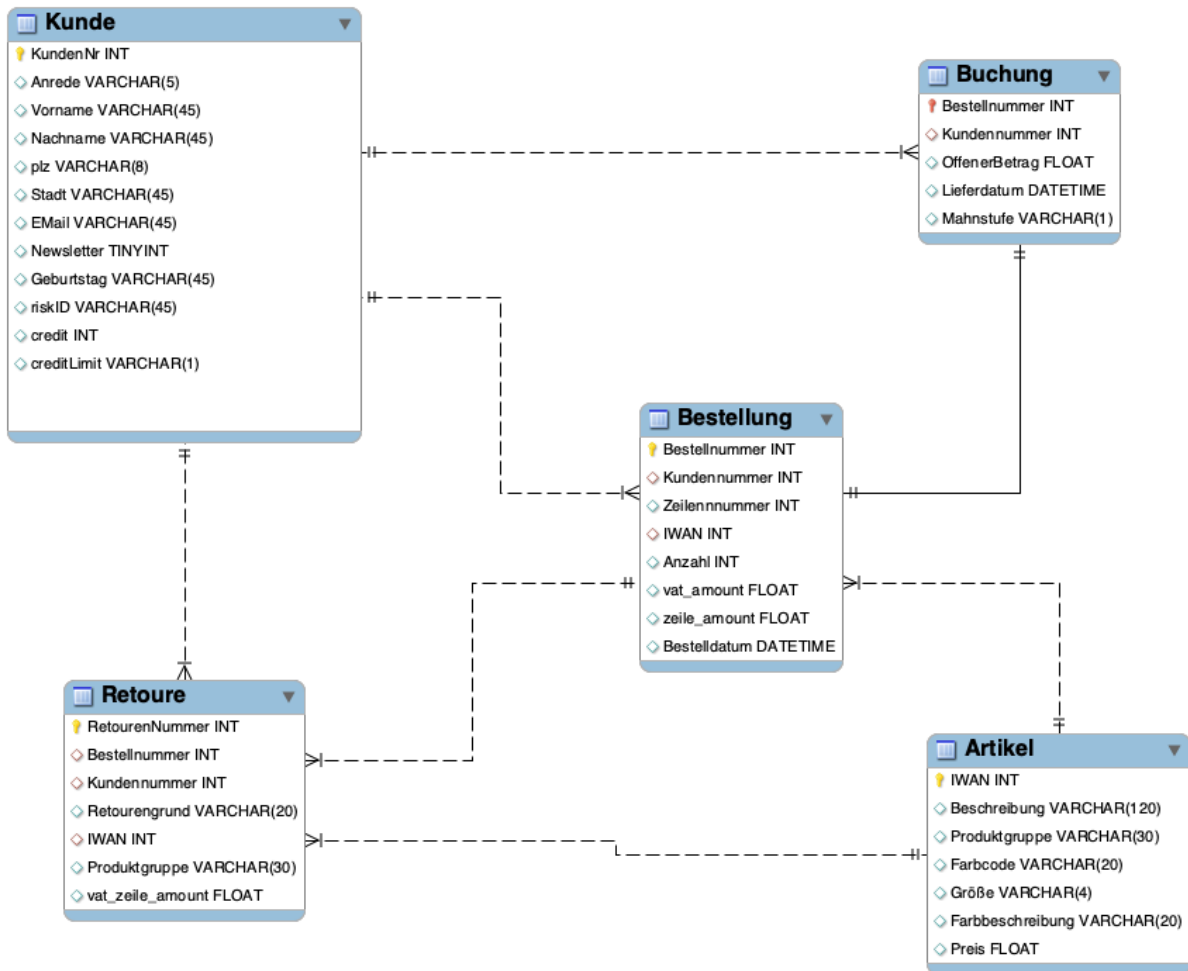 Kunde
KundenNr INT
Anrede VARCHAR(5)
Vorname VARCHAR(45)
Nachname VARCHAR(45)
plz VARCHAR(8)
Stadt VARCHAR(45)
EMail VARCHAR(45)
Newsletter TINYINT
Geburtstag VARCHAR(45)
riskID VARCHAR(45)
credit INT
creditLimit VARCHAR(1)
Buchung
Bestellnummer INT
Kundennummer INT
OffenerBetrag FLOAT
Lieferdatum DATETIME
Mahnstufe VARCHAR(1)
Bestellung
Bestellnummer INT
Kundennummer INT
Zeilennnummer INT
IWAN INT
Anzahl INT
vat_amount FLOAT
zeile_amount FLOAT
Bestelldatum DATETIME
Retoure
RetourenNummer INT
Bestellnummer INT
Kundennummer INT
Retourengrund VARCHAR(20)
IWAN INT
Produktgruppe VARCHAR(30)
vat_zeile_amount FLOAT
Artikel
IWAN INT
Beschreibung VARCHAR(120)
Produktgruppe VARCHAR(30)
Farbcode VARCHAR(20)
Größe VARCHAR(4)
Farbbeschreibung VARCHAR(20)
Preis FLOAT